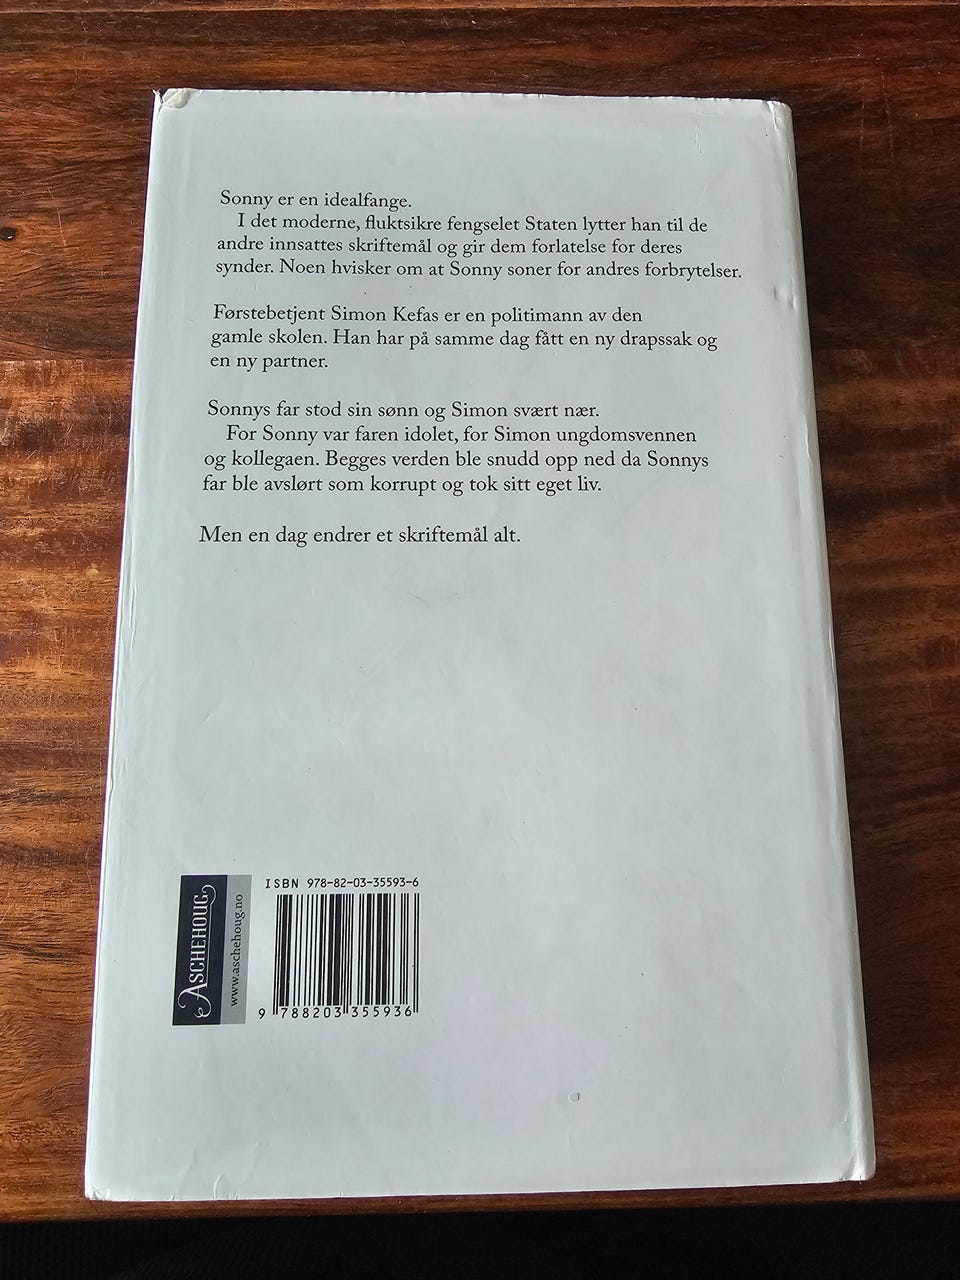 Sonny er en idealfange.
I det moderne, fluktsikre fengselet Staten lytter han til de
andre innsattes skriftemål og gir dem forlatelse for deres
synder. Noen hvisker om at Sonny soner for andres forbrytelser.
Førstebetjent Simon Kefas er en politimann av den
gamle skolen. Han har på samme dag fått en ny drapssak og
en ny partner.
Sonnys far stod sin sønn og Simon svært nær.
For Sonny var faren idolet, for Simon ungdomsvennen
og kollegaen. Begges verden ble snudd opp ned da Sonnys
far ble avslørt som korrupt og tok sitt eget liv.
Men en dag endrer et skriftemål alt.
ASCHEHOUG
www.aschehoug.no
ISBN 978-82-03-35593-6
9 788203 355936